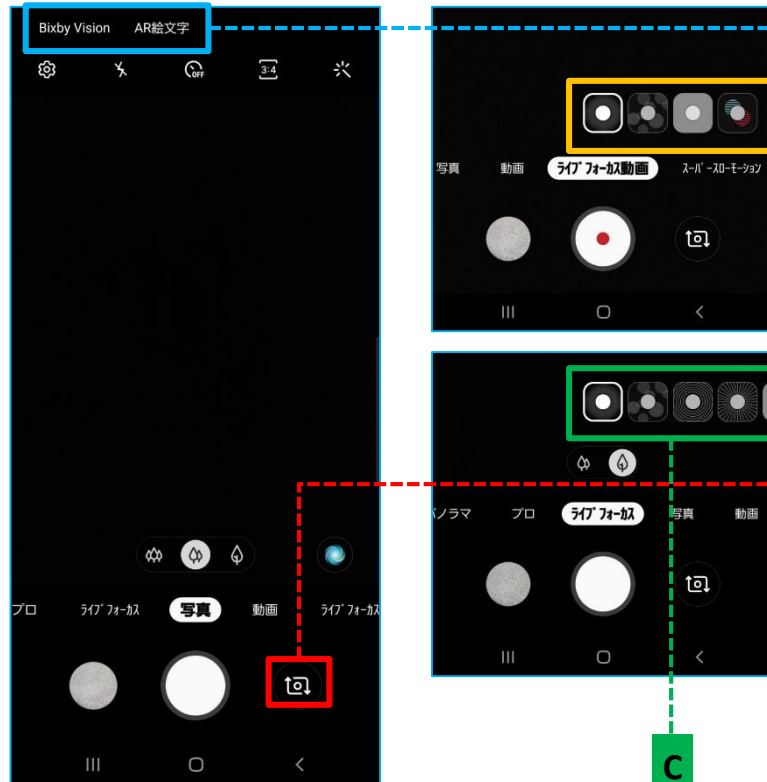 Bixby Vision AR絵文字
OFF 3:4
プロ ﾗｲﾌﾞﾌｫｰｶｽ 写真 動画 ﾗｲﾌﾞﾌｫｰｶｽ
写真 動画 ﾗｲﾌﾞﾌｫｰｶｽ動画 ｽｰﾊﾟｰｽﾛｰﾓｰｼｮﾝ
パノラマ プロ ﾗｲﾌﾞﾌｫｰｶｽ 写真 動画
C